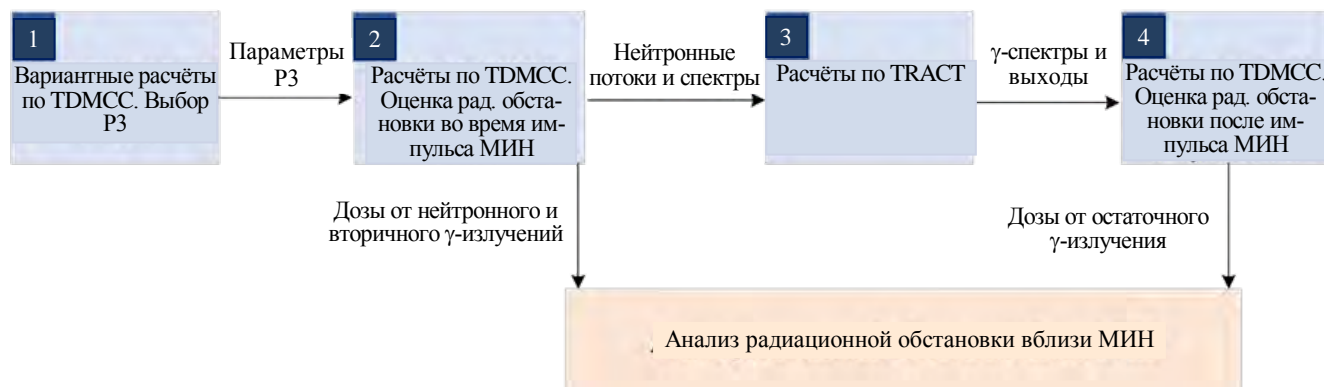 1
Вариантные расчёты
по TDMCC. Выбор
РЗ
Параметры
РЗ
2
Расчёты по TDMCC.
Оценка рад. обста-
новки во время им-
пульса МИН
Нейтронные
потоки и спектры
3
Расчёты по TRACT
γ-спектры и
выходы
4
Расчёты по TDMCC.
Оценка рад. обста-
новки после им-
пульса МИН
Дозы от нейтронного и
вторичного γ-излучений
Дозы от остаточного
γ-излучения
Анализ радиационной обстановки вблизи МИН